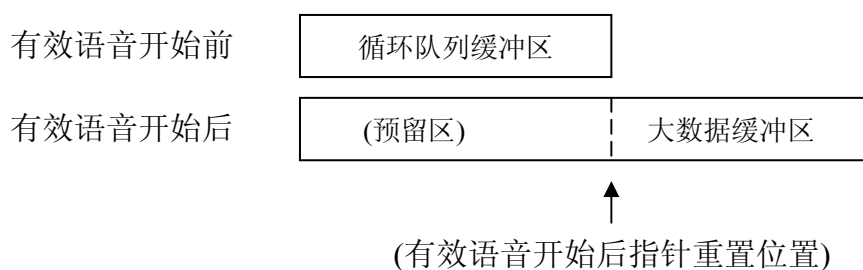 有效语音开始前 循环队列缓冲区
有效语音开始后 (预留区) 大数据缓冲区
(有效语音开始后指针重置位置)